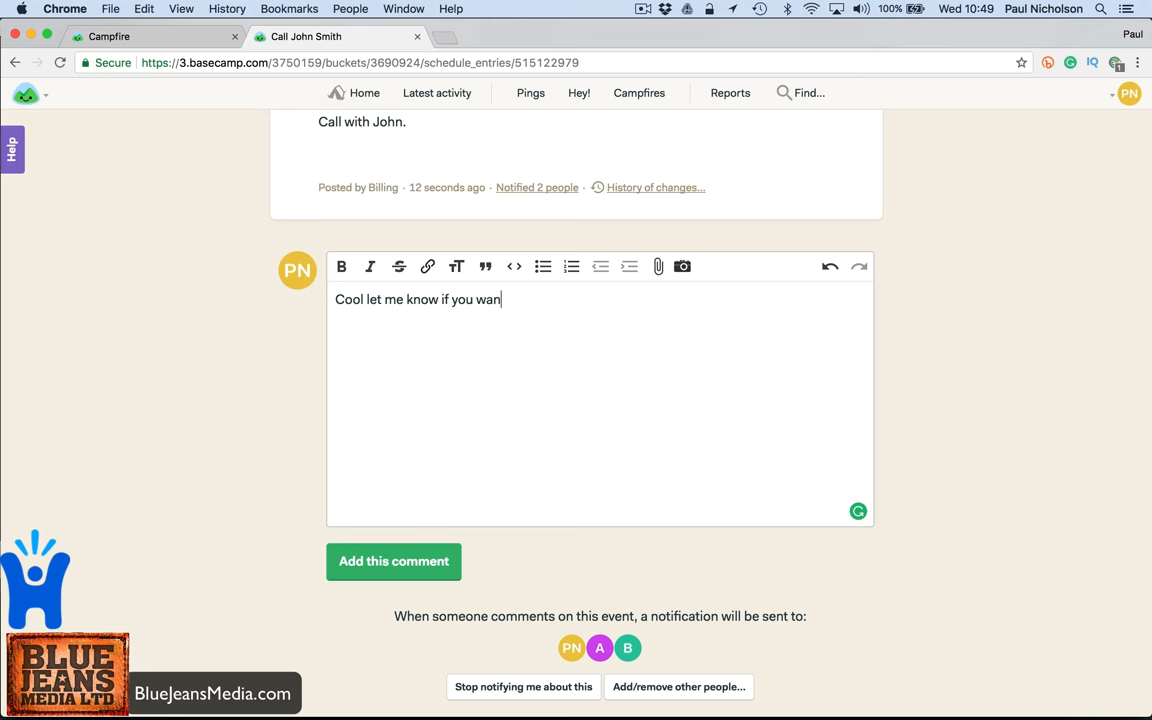 Chrome File Edit View History Bookmarks People Window Help 100% Wed 10:49 Paul Nicholson
Campfire
Call John Smith
Paul
Secure https://3.basecamp.com/3750159/buckets/3690924/schedule_entries/515122979
IQ
1
Home Latest activity Pings Hey! Campfires Reports Find... PN
Help
Call with John.
Posted by Billing · 12 seconds ago · Notified 2 people · History of changes...
PN
B I S
Cool let me know if you wan
Add this comment
When someone comments on this event, a notification will be sent to:
PN A B
Stop notifying me about this Add/remove other people...
BLUE
JEANS
MEDIA LTD
BlueJeansMedia.com